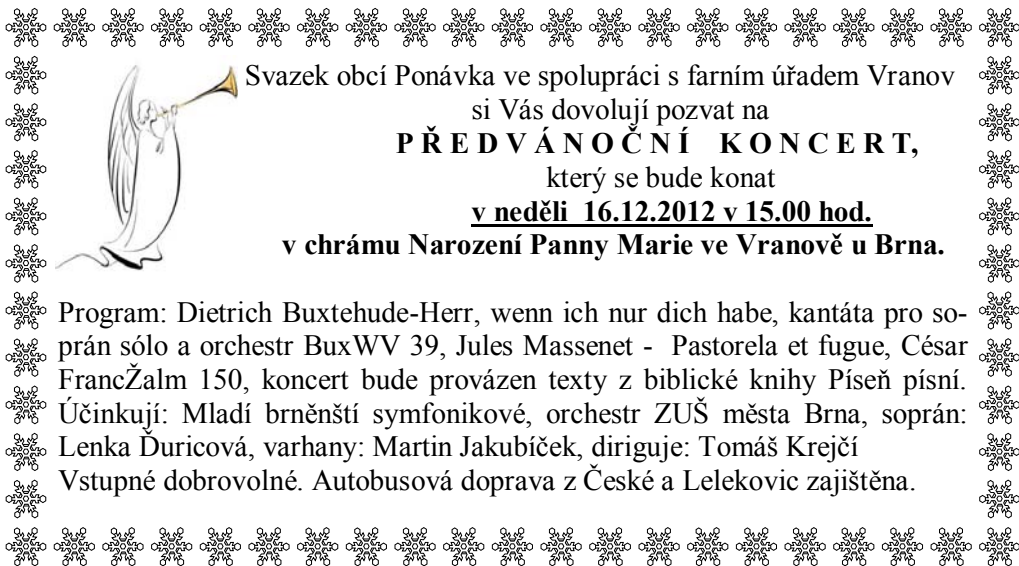 Svazek obcí Ponávka ve spolupráci s farním úřadem Vranov
si Vás dovolují pozvat na
P Ř E D V Á N O Č N Í K O N C E R T,
který se bude konat
v neděli 16.12.2012 v 15.00 hod.
v chrámu Narození Panny Marie ve Vranově u Brna.
Program: Dietrich Buxtehude-Herr, wenn ich nur dich habe, kantáta pro so-
prán sólo a orchestr BuxWV 39, Jules Massenet - Pastorela et fugue, César
FrancŽalm 150, koncert bude provázen texty z biblické knihy Píseň písní.
Účinkují: Mladí brněnští symfonikové, orchestr ZUŠ města Brna, soprán:
Lenka Ďuricová, varhany: Martin Jakubíček, diriguje: Tomáš Krejčí
Vstupné dobrovolné. Autobusová doprava z České a Lelekovic zajištěna.